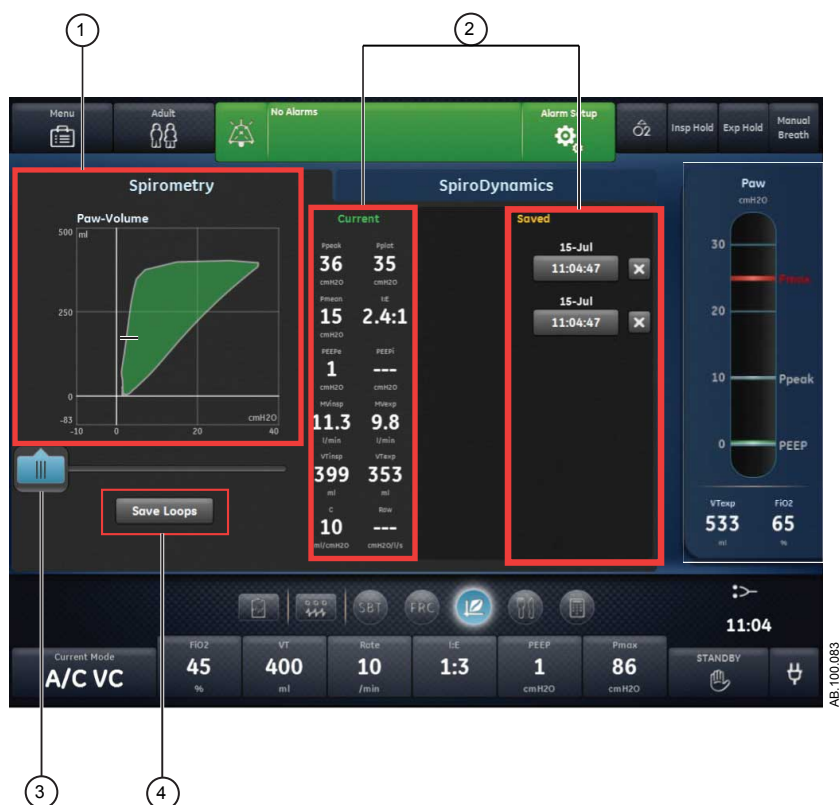 1
2
Menu
Adult
No Alarms
Alarm Setup
O2
Insp Hold
Exp Hold
Manual
Breath
Spirometry
SpiroDynamics
Paw-Volume
500
ml
250
0
-83
-10
0
20
40
cmH2O
Current
Ppeak
Pplat
36
35
cmH2O
cmH2O
Pmean
I:E
15
2.4:1
cmH2O
PEEPe
PEEPi
1
---
cmH2O
cmH2O
MVinsp
MVexp
11.3
9.8
l/min
l/min
VTinsp
VTexp
399
353
ml
ml
C
Raw
10
---
ml/cmH2O
cmH2O/l/s
Saved
15-Jul
11:04:47
15-Jul
11:04:47
Paw
cmH2O
30
20
10
Ppeak
0
PEEP
VTexp
FiO2
533
65
ml
%
Save Loops
SBT
FRC
11:04
Current Mode
A/C VC
FiO2
45
%
VT
400
ml
Rate
10
/min
I:E
1:3
PEEP
1
cmH2O
Pmax
86
cmH2O
STANDBY
AB.100.083
3
4